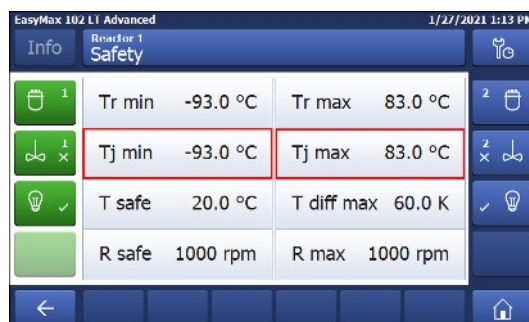 EasyMax 102 LT Advanced 1/27/2021 1:13 PM
Info Reactor 1 Safety
1 Tr min -93.0 °C Tr max 83.0 °C 2
1 Tj min -93.0 °C Tj max 83.0 °C 2
T safe 20.0 °C T diff max 60.0 K
R safe 1000 rpm R max 1000 rpm